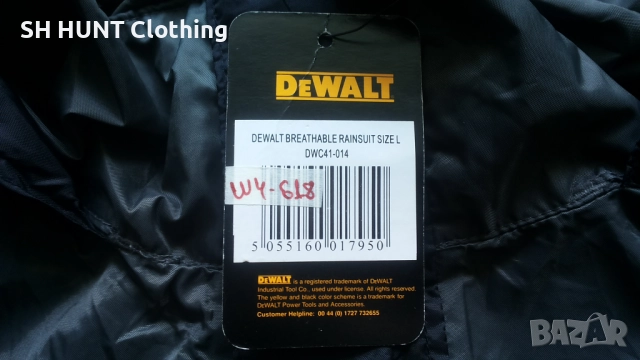 SH HUNT Clothing
DEWALT
DEWALT BREATHABLE RAINSUIT SIZE L
DWC41-014
W4-618
5 055160 017950
DEWALT is a registered trademark of DEWALT
Industrial Tool Co., used under license. All rights reserved.
The yellow and black color scheme is a trademark for
DEWALT Power Tools and Accessories.
Customer Helpline: 00 44 (0) 1727 732655
BAZAR